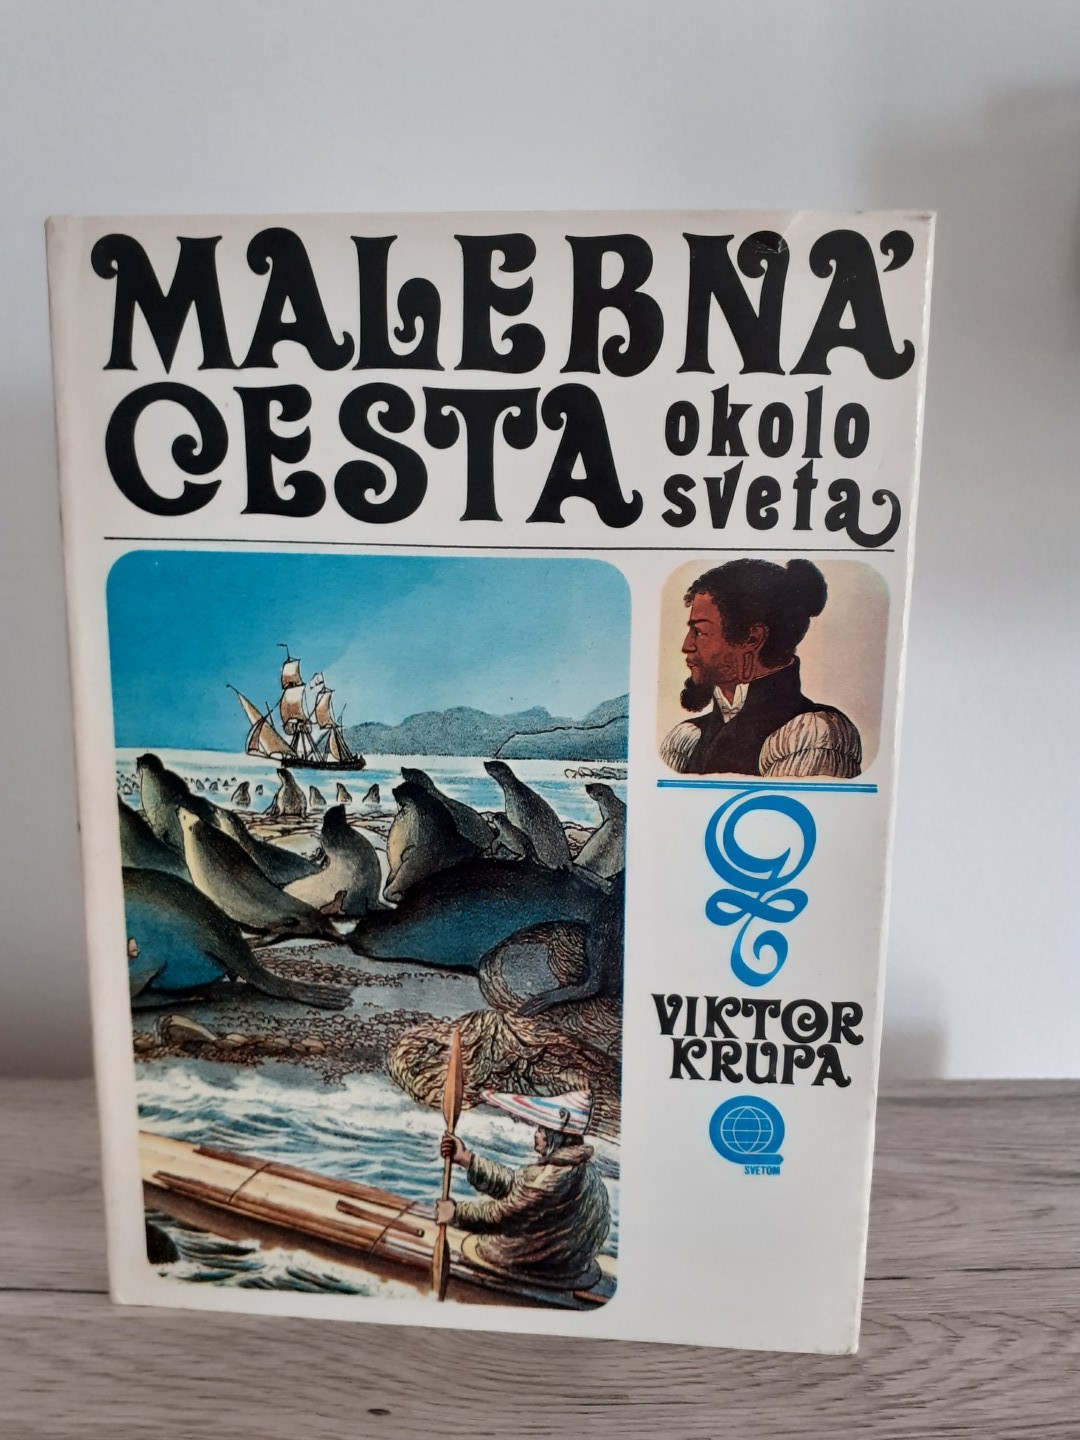 MALEBNÁ
CESTA
okolo
sveta
VIKTOR
KRUPA
SVETOM